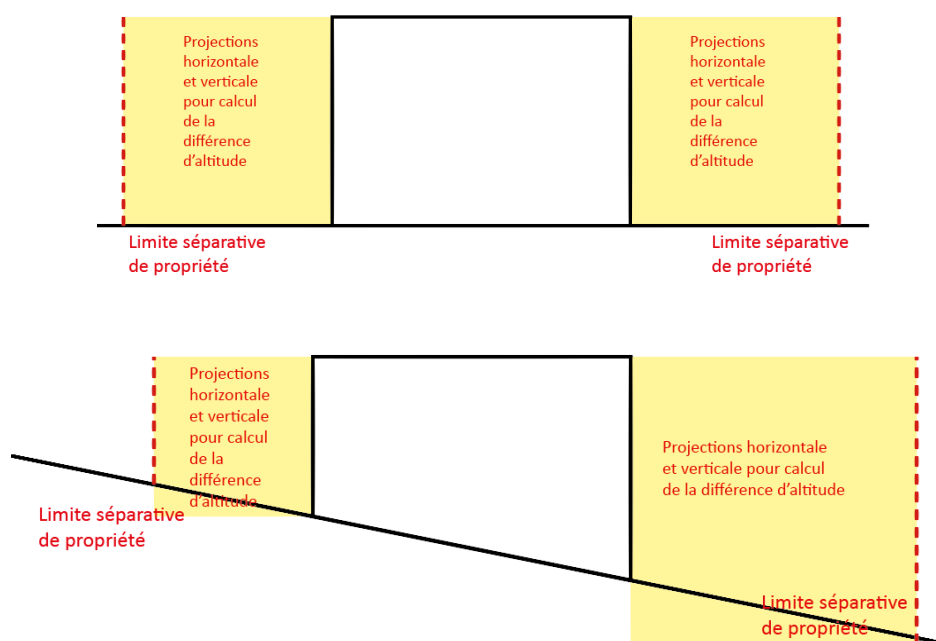 Projections
horizontale
et verticale
pour calcul
de la
différence
d'altitude
Projections
horizontale
et verticale
pour calcul
de la
différence
d'altitude
Limite séparative
de propriété
Limite séparative
de propriété
Projections
horizontale
et verticale
pour calcul
de la
différence
d'altitude
Limite séparative
de propriété
Projections horizontale
et verticale pour calcul
de la différence d'altitude
Limite séparative
de propriété